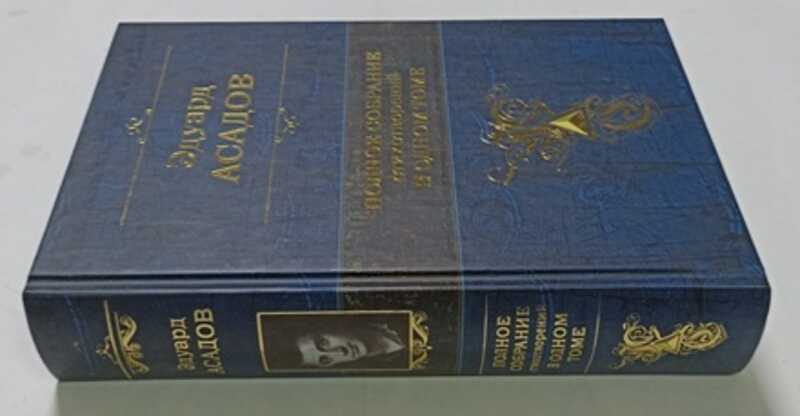 Эдуард
АСАДОВ
ПОЛНОЕ СОБРАНИЕ
стихотворений
В ОДНОМ ТОМЕ
Эдуард
АСАДОВ
ПОЛНОЕ
СОБРАНИЕ
стихотворений
В ОДНОМ
ТОМЕ